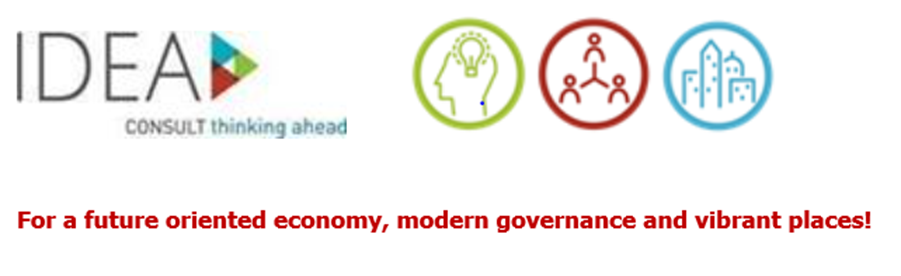 IDEA
CONSULT thinking ahead
For a future oriented economy, modern governance and vibrant places!